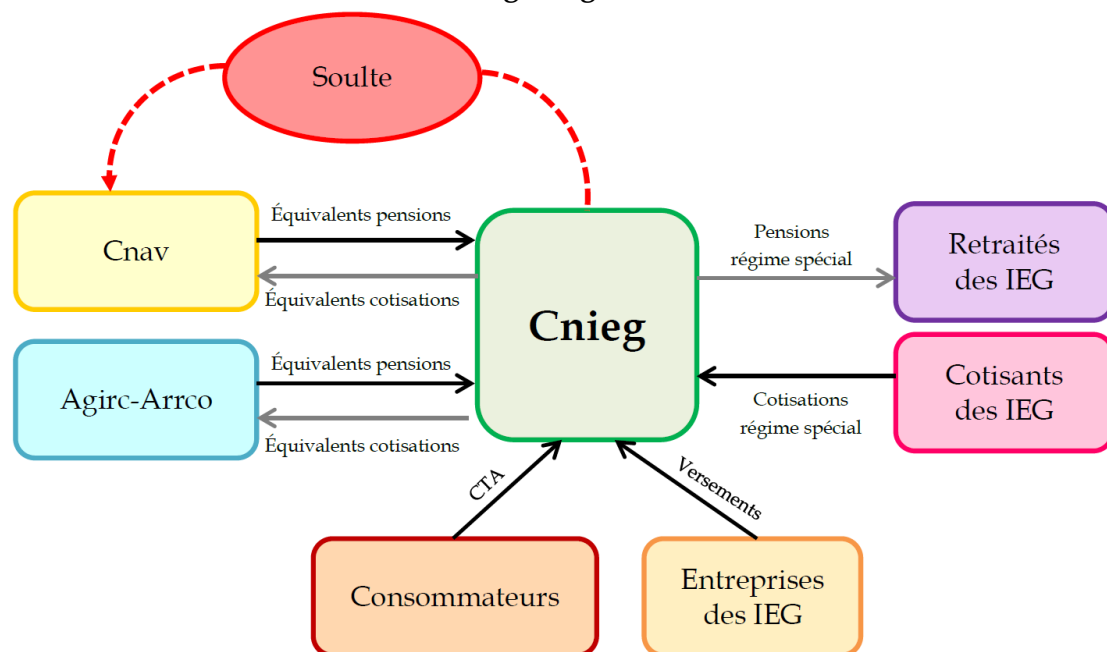 Soulte
Cnav
Équivalents pensions
Équivalents cotisations
Agirc-Arrco
Équivalents pensions
Équivalents cotisations
Cnieg
Pensions
régime spécial
Retraités
des IEG
Cotisations
régime spécial
Cotisants
des IEG
CTA
Versements
Consommateurs
Entreprises
des IEG